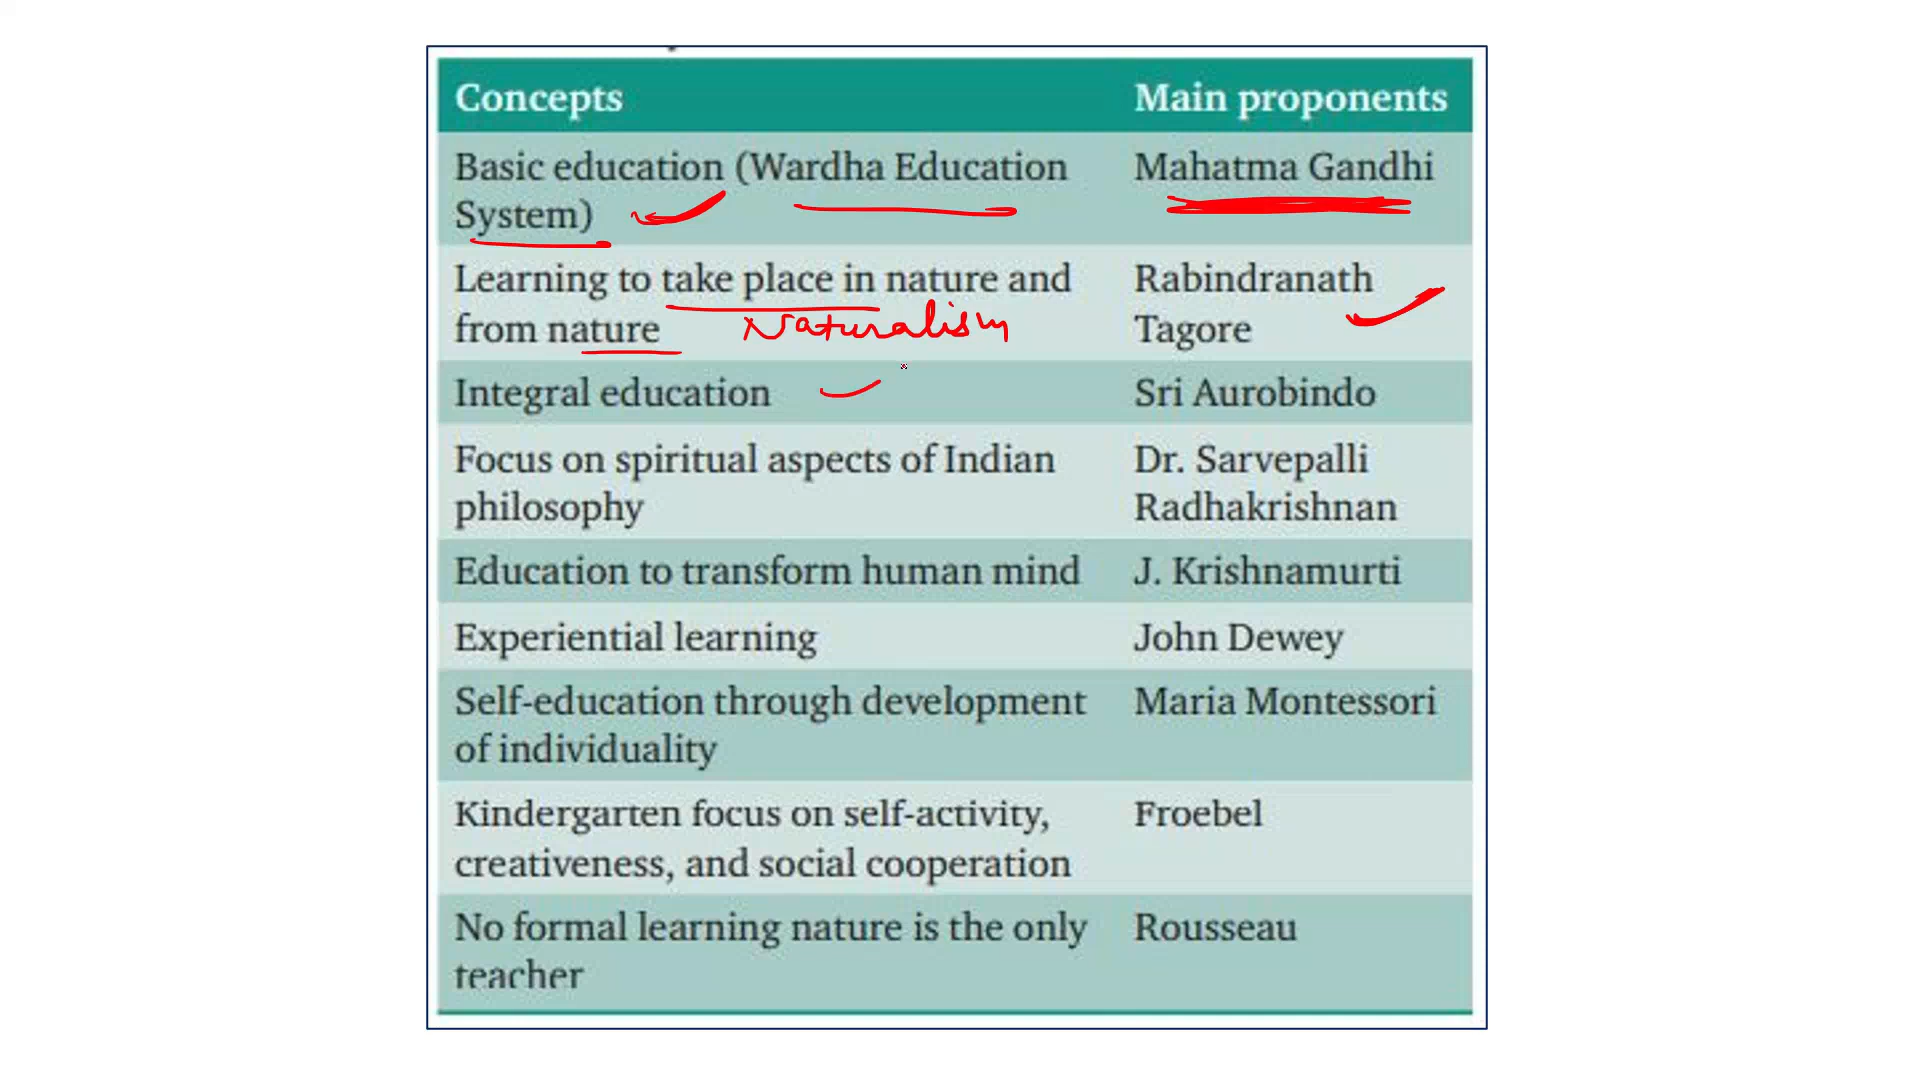 Concepts Main proponents
Basic education (Wardha Education Mahatma Gandhi
System)
Learning to take place in nature and Rabindranath
from nature Naturalism Tagore
Integral education Sri Aurobindo
Focus on spiritual aspects of Indian Dr. Sarvepalli
philosophy Radhakrishnan
Education to transform human mind J. Krishnamurti
Experiential learning John Dewey
Self-education through development Maria Montessori
of individuality
Kindergarten focus on self-activity, Froebel
creativeness, and social cooperation
No formal learning nature is the only Rousseau
teacher